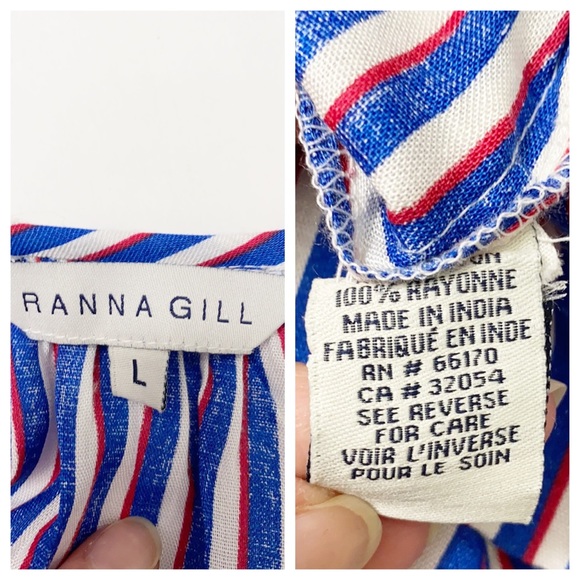 RANNA GILL
L
100% RAYONNE
MADE IN INDIA
FABRIQUÉ EN INDE
RN # 66170
CA # 32054
SEE REVERSE
FOR CARE
VOIR L'INVERSE
POUR LE SOIN